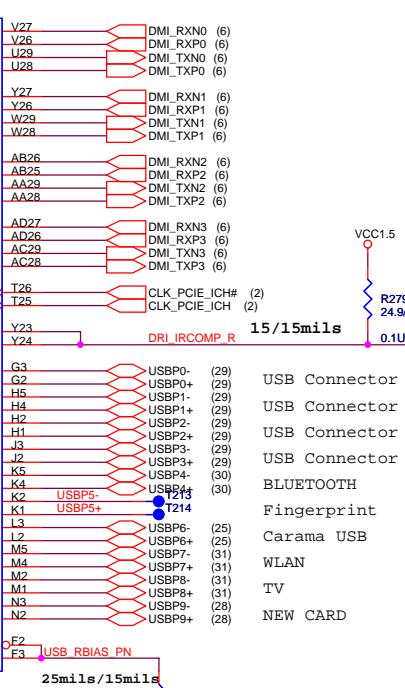 V27 DMI_RXN0 (6)
V26 DMI_RXP0 (6)
U29 DMI_TXN0 (6)
U28 DMI_TXP0 (6)
Y27 DMI_RXN1 (6)
Y26 DMI_RXP1 (6)
W29 DMI_TXN1 (6)
W28 DMI_TXP1 (6)
AB26 DMI_RXN2 (6)
AB25 DMI_RXP2 (6)
AA29 DMI_TXN2 (6)
AA28 DMI_TXP2 (6)
AD27 DMI_RXN3 (6)
AD26 DMI_RXP3 (6)
AC29 DMI_TXN3 (6)
AC28 DMI_TXP3 (6)
VCC1.5
T26 CLK_PCIE_ICH# (2)
T25 CLK_PCIE_ICH (2)
R279
24.9/
Y23 15/15mils
Y24 DRI_IRCOMP_R 0.1U
G3 USBP0- (29) USB Connector
G2 USBP0+ (29)
H5 USBP1- (29) USB Connector
H4 USBP1+ (29)
H2 USBP2- (29) USB Connector
H1 USBP2+ (29)
J3 USBP3- (29) USB Connector
J2 USBP3+ (29)
K5 USBP4- (30) BLUETOOTH
K4 USBP4+ (30)
K2 USBP5- T213 Fingerprint
K1 USBP5+ T214
L3 USBP6- (25) Carama USB
L2 USBP6+ (25)
M5 USBP7- (31) WLAN
M4 USBP7+ (31)
M2 USBP8- (31) TV
M1 USBP8+ (31)
N3 USBP9- (28) NEW CARD
N2 USBP9+ (28)
F2
F3 USB_RBIAS_PN
25mils/15mils